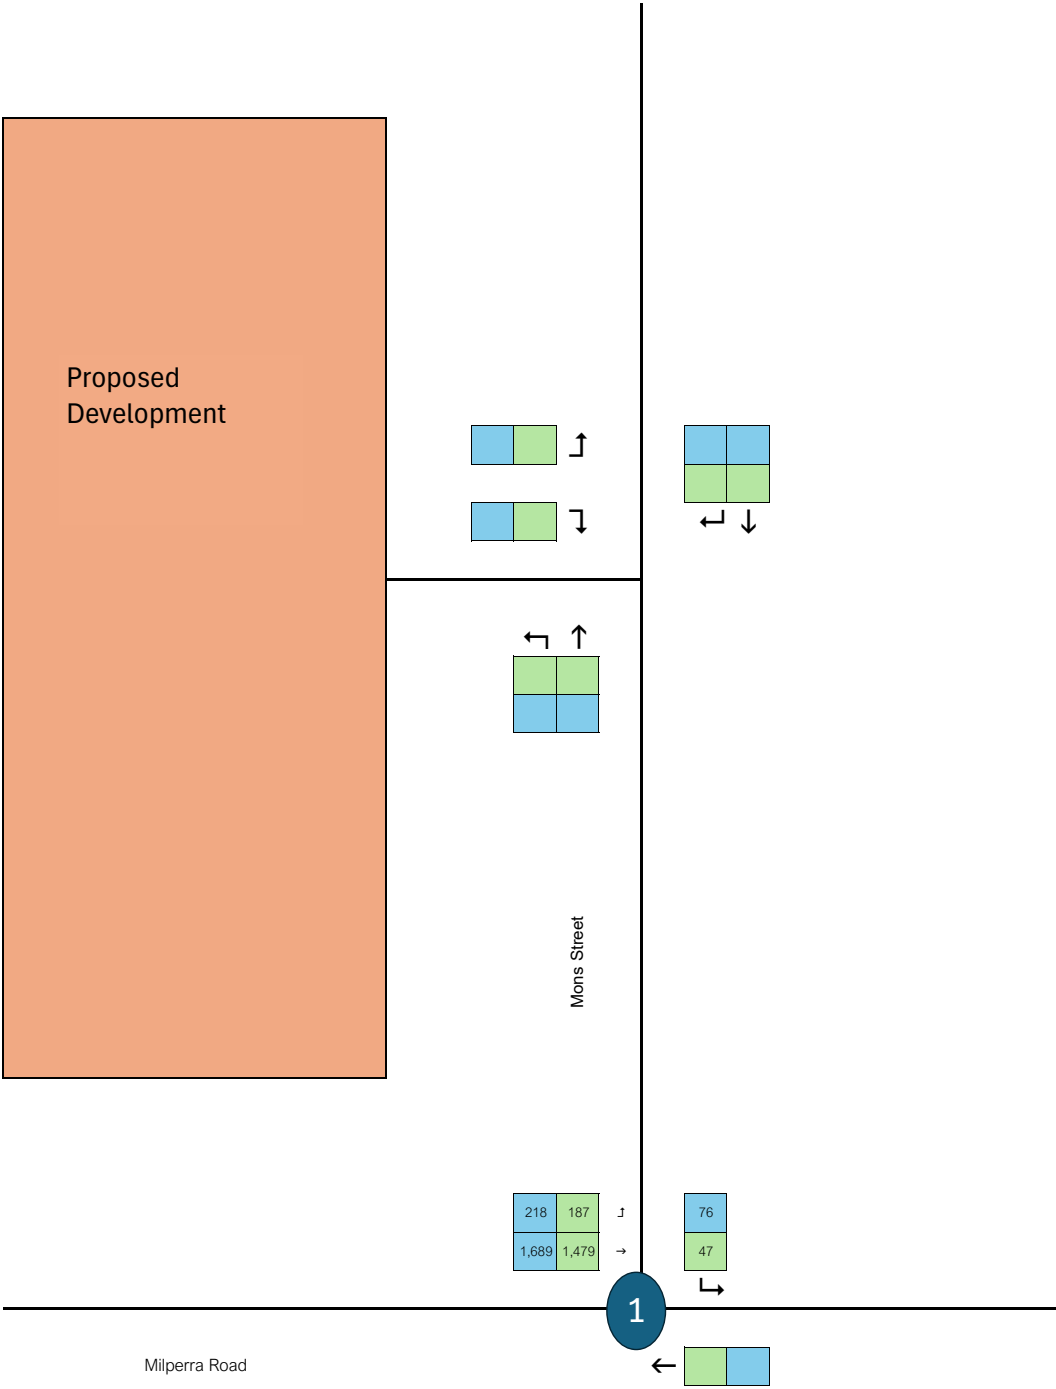 Proposed
Development
Mons Street
218 187 76
1,689 1,479 47
1
Milperra Road